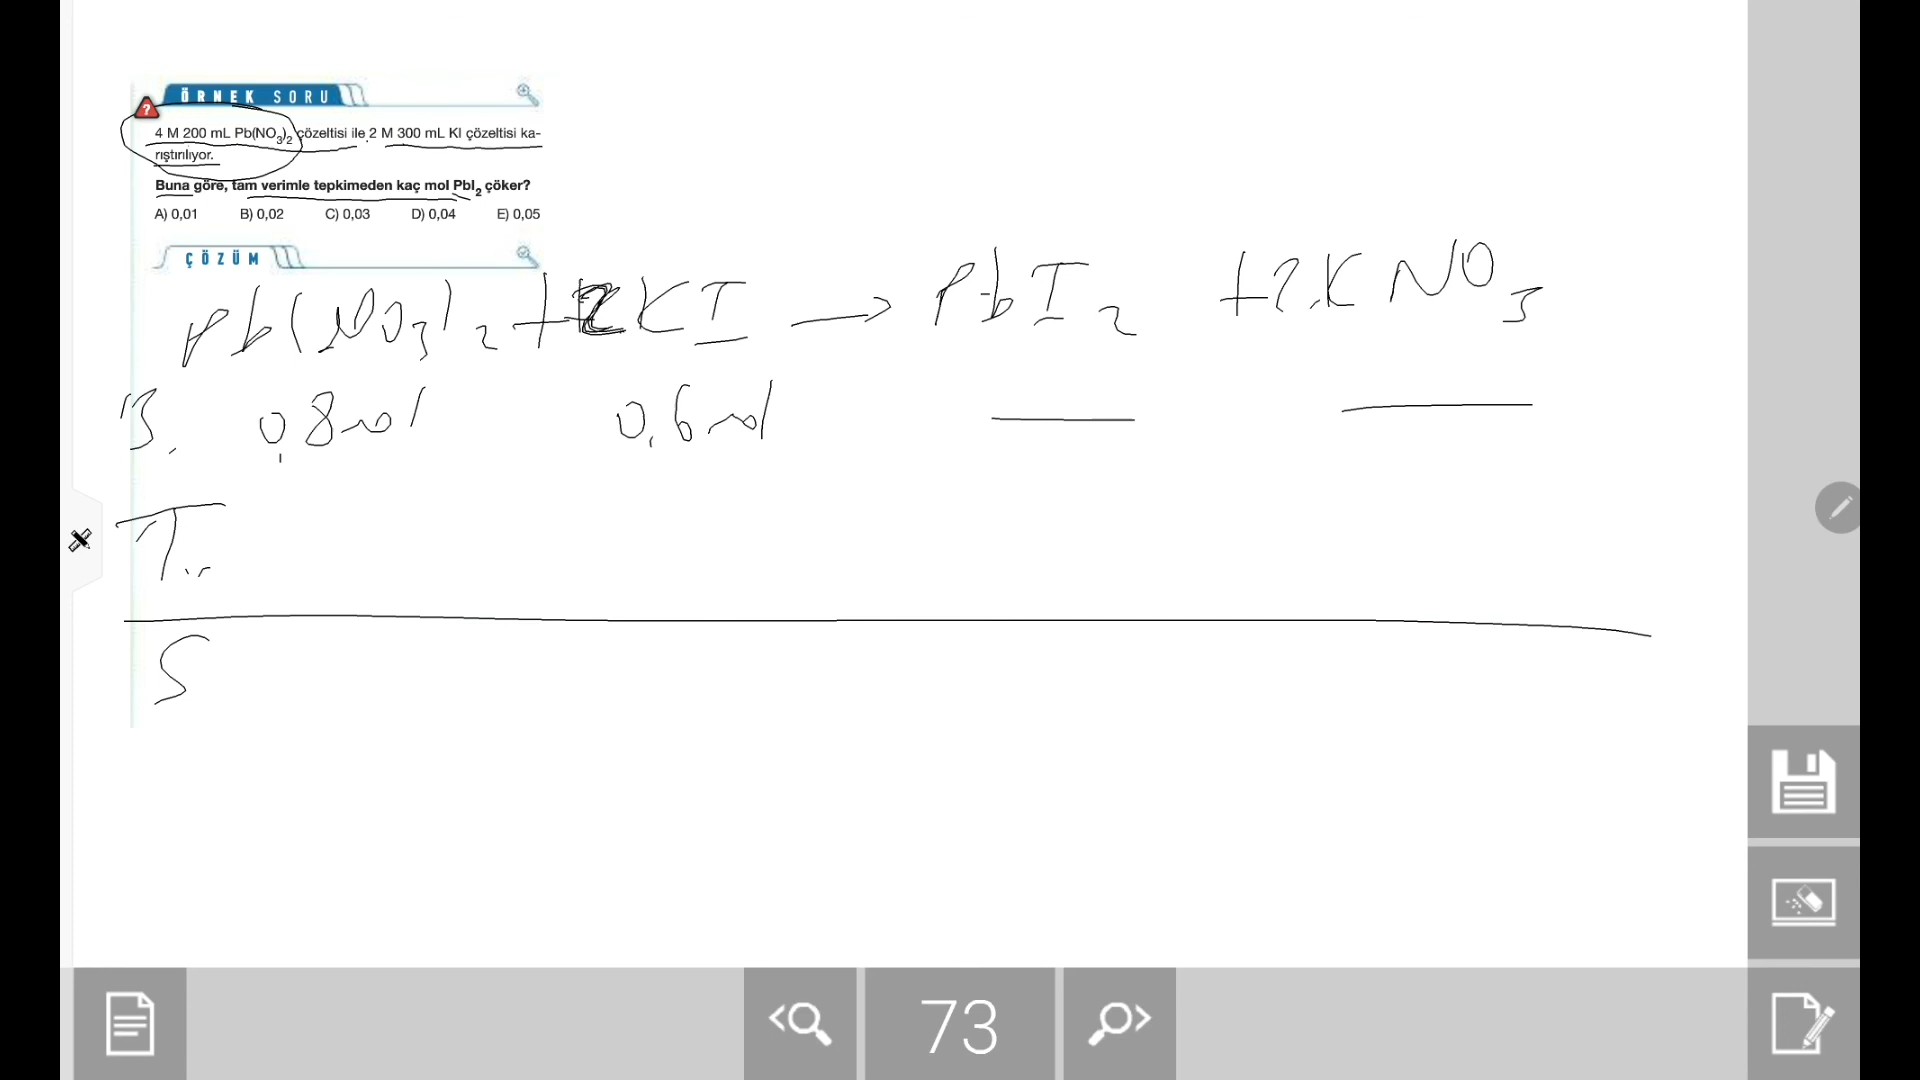 ÖRNEK SORU
4 M 200 mL Pb(NO3)2 çözeltisi ile 2 M 300 mL KI çözeltisi ka-
rıştırılıyor.
Buna göre, tam verimle tepkimeden kaç mol PbI2 çöker?
A) 0,01 B) 0,02 C) 0,03 D) 0,04 E) 0,05
ÇÖZÜM
Pb(NO3)2 + 2KI → PbI2 + 2KNO3
B. 0,8 mol 0,6 mol
T..
S
73